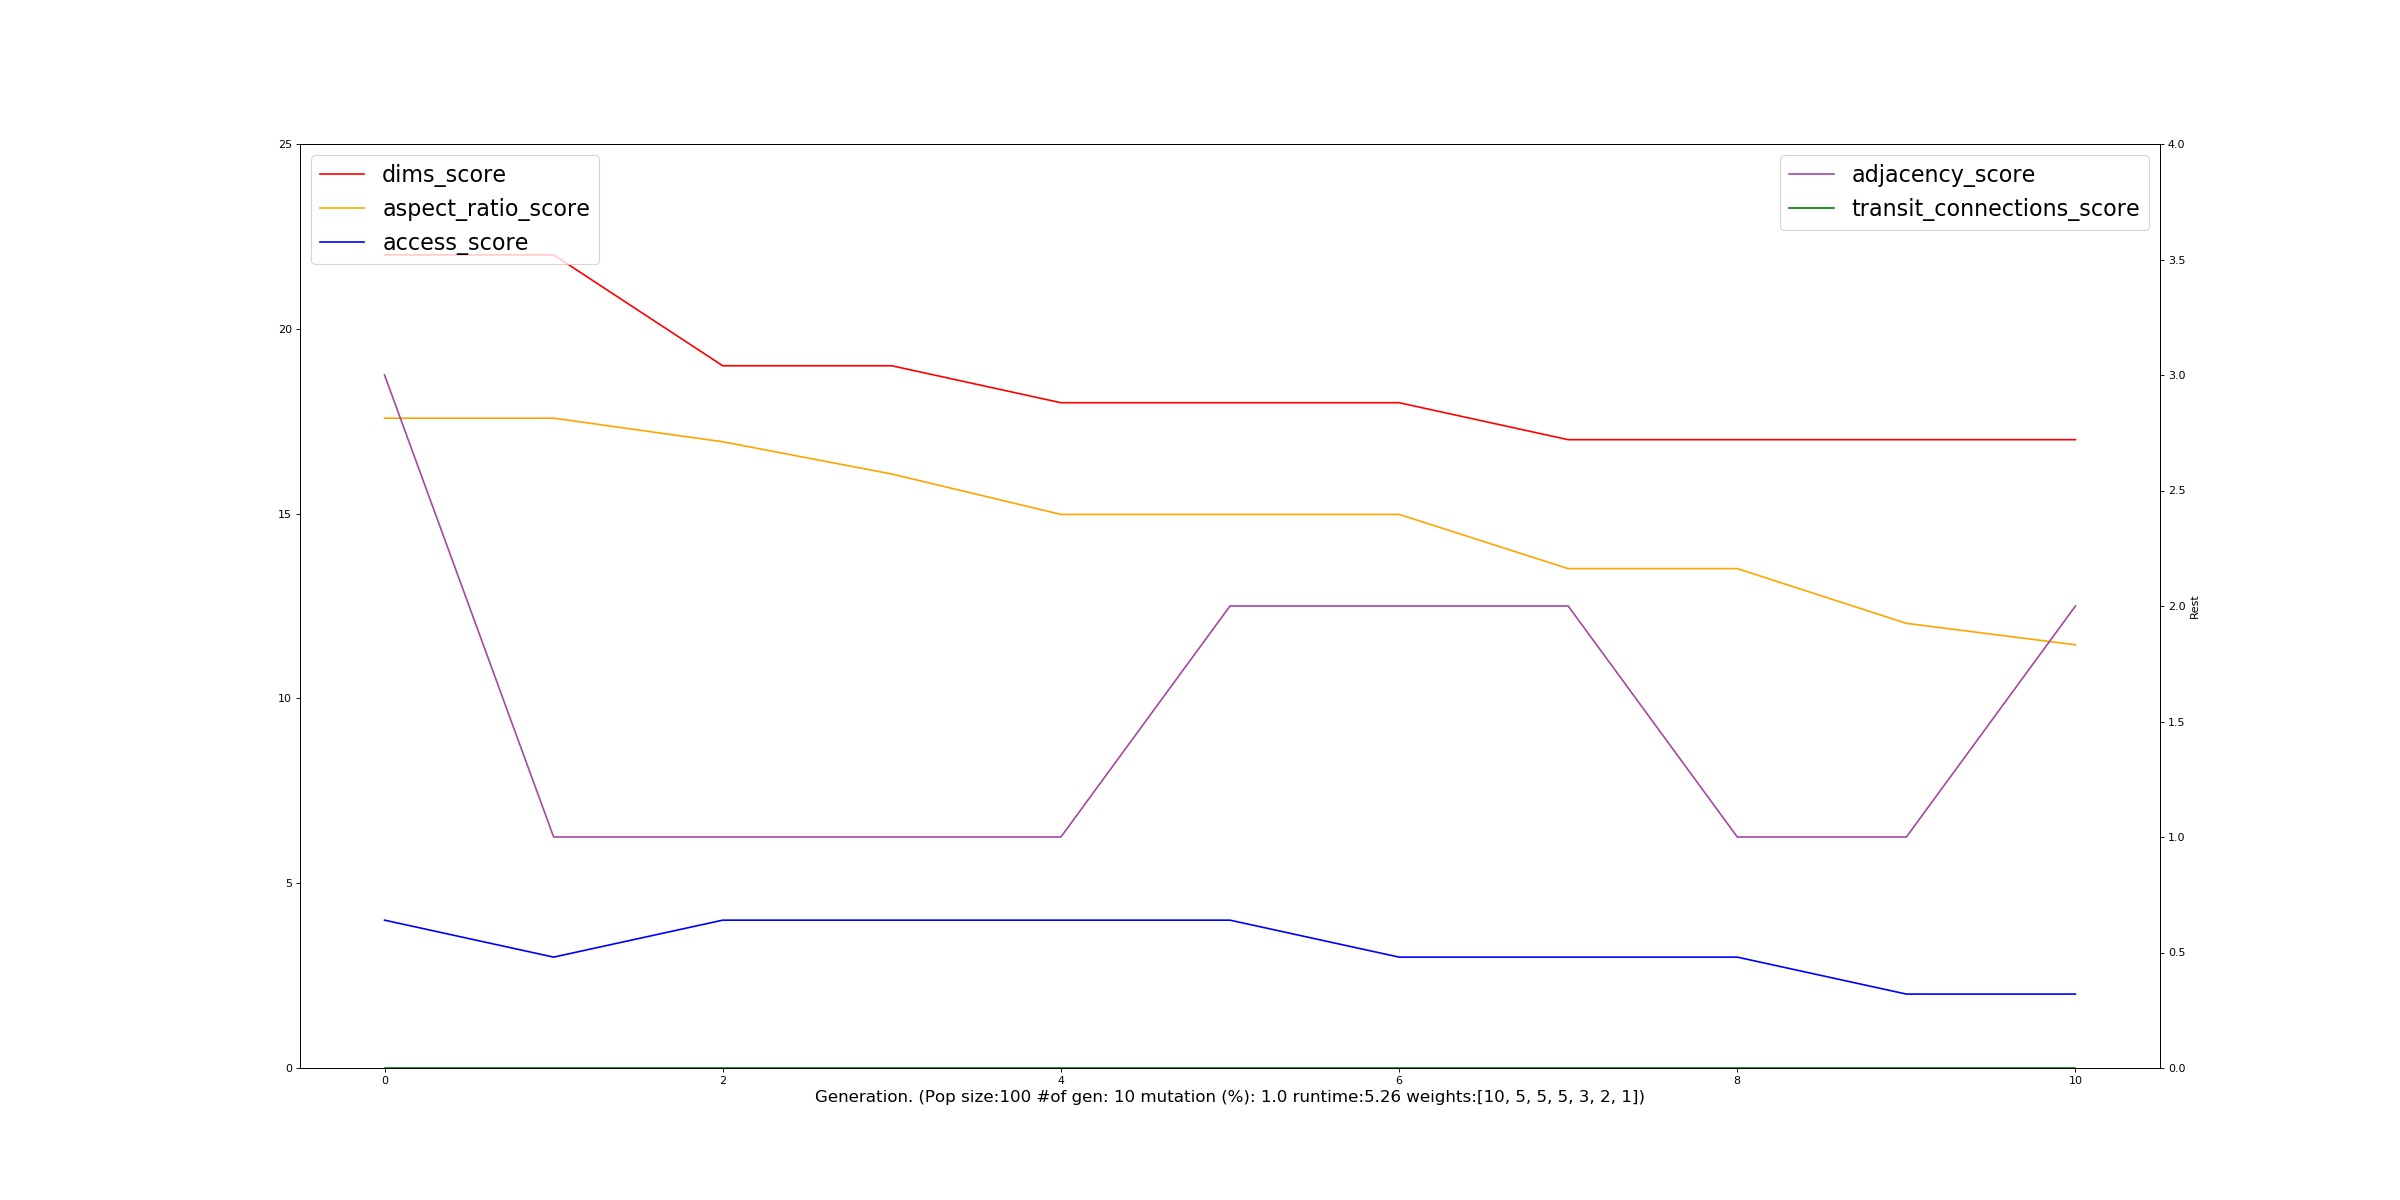 25
20
15
10
5
0
dims_score
aspect_ratio_score
access_score
adjacency_score
transit_connections_score
4.0
3.5
3.0
2.5
2.0
1.5
1.0
0.5
0.0
Rest
0 2 4 6 8 10
Generation. (Pop size:100 #of gen: 10 mutation (%): 1.0 runtime:5.26 weights:[10, 5, 5, 5, 3, 2, 1])